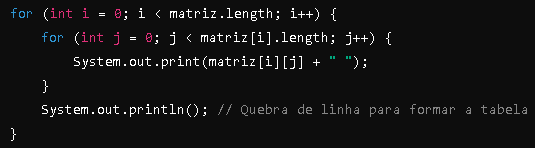 for (int i = 0; i < matriz.length; i++) {
    for (int j = 0; j < matriz[i].length; j++) {
        System.out.print(matriz[i][j] + " ");
    }
    System.out.println(); // Quebra de linha para formar a tabela
}